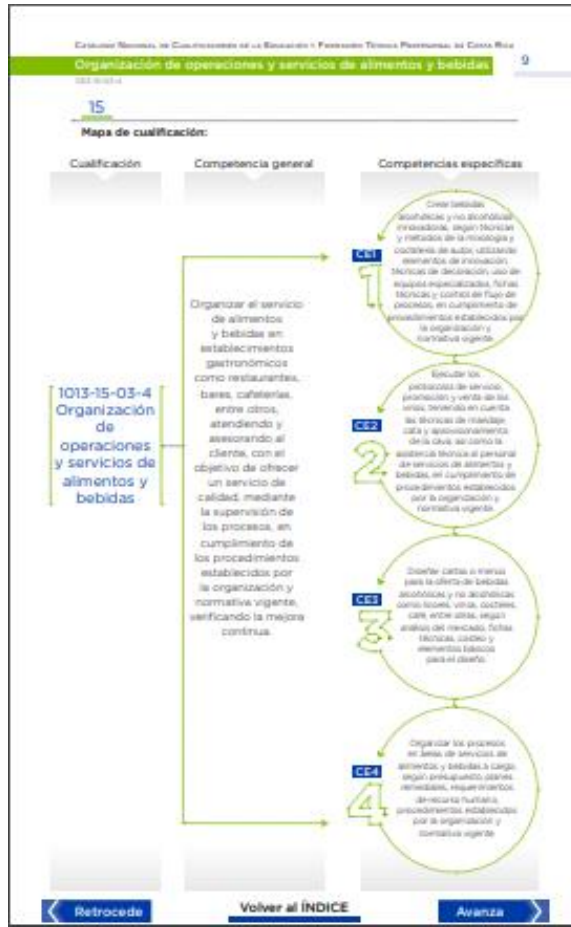 Catálogo Nacional de Cualificaciones de la Educación y Formación Técnica Profesional de Costa Rica
Organización de operaciones y servicios de alimentos y bebidas
9
15
Mapa de cualificación:
Cualificación
Competencia general
Competencias específicas
1013-15-03-4
Organización
de
operaciones
y servicios de
alimentos y
bebidas
Organizar el servicio
de alimentos
y bebidas en
establecimientos
gastronómicos
como restaurantes,
bares, cafeterías,
entre otros,
atendiendo y
asesorando al
cliente, con el
objetivo de ofrecer
un servicio de
calidad, mediante
la supervisión de
los procesos, en
cumplimiento de
los procedimientos
establecidos por
la organización y
normativa vigente,
verificando la mejora
continua.
CE1
1
Crear bebidas
alcohólicas y no alcohólicas
innovadoras, según técnicas
y métodos de la mixología y
coctelería de autor, utilizando
elementos de innovación,
técnicas de decoración, uso de
equipos especializados, fichas
técnicas y control de flujo de
procesos, en cumplimiento de
procedimientos establecidos por
la organización y
normativa vigente.
CE2
2
Ejecutar los
protocolos de servicio,
promoción y venta de los
vinos, teniendo en cuenta
las técnicas de maridaje,
cata y aprovisionamiento
de la cava, así como la
asistencia técnica al personal
de servicios de alimentos y
bebidas, en cumplimiento de
procedimientos establecidos
por la organización y
normativa vigente.
CE3
3
Diseñar cartas o menús
para la oferta de bebidas
alcohólicas y no alcohólicas
como licores, vinos, cocteles,
café, entre otras, según
análisis del mercado, fichas
técnicas, costeo y
elementos básicos
para el diseño.
CE4
4
Organizar los procesos
en áreas de servicios de
alimentos y bebidas a cargo,
según presupuesto, planes
remediales, requerimientos
de recurso humano,
procedimientos establecidos
por la organización y
normativa vigente
Retrocede
Volver al ÍNDICE
Avanza